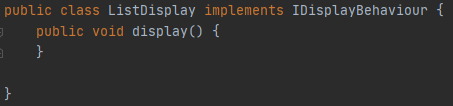 public class ListDisplay implements IDisplayBehaviour {
    public void display() {
    }

}